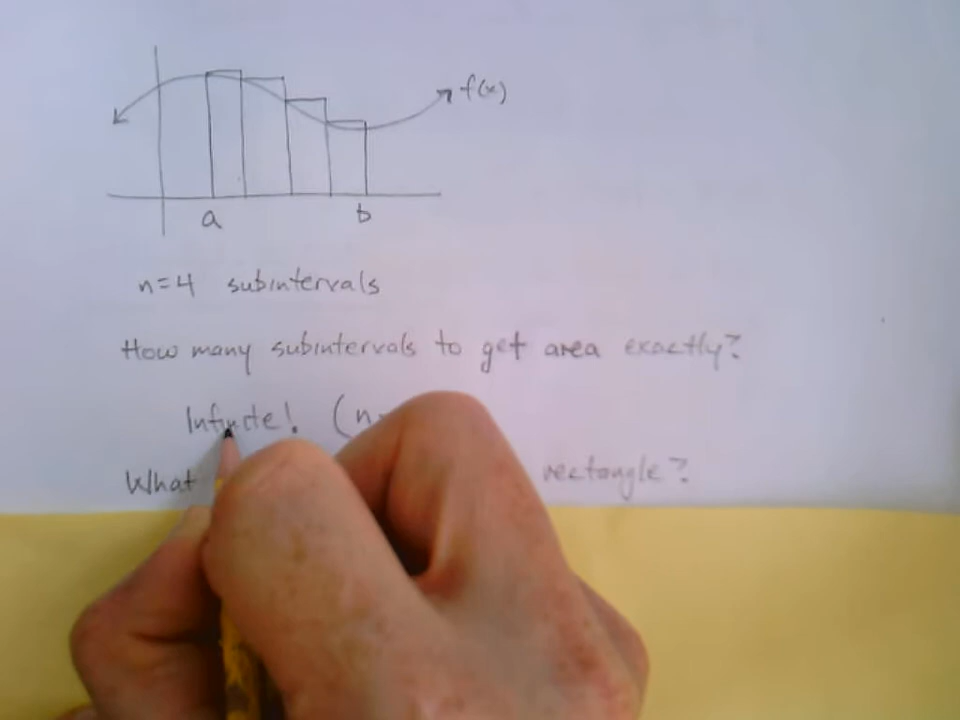 f(x)
a b
n=4 subintervals
How many subintervals to get area exactly?
Infinite! (n
What rectangle?